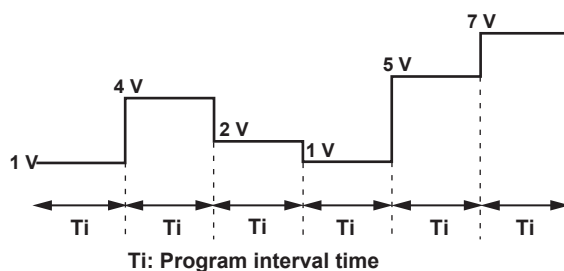 7 V
5 V
4 V
2 V
1 V
1 V
Ti Ti Ti Ti Ti Ti
Ti: Program interval time